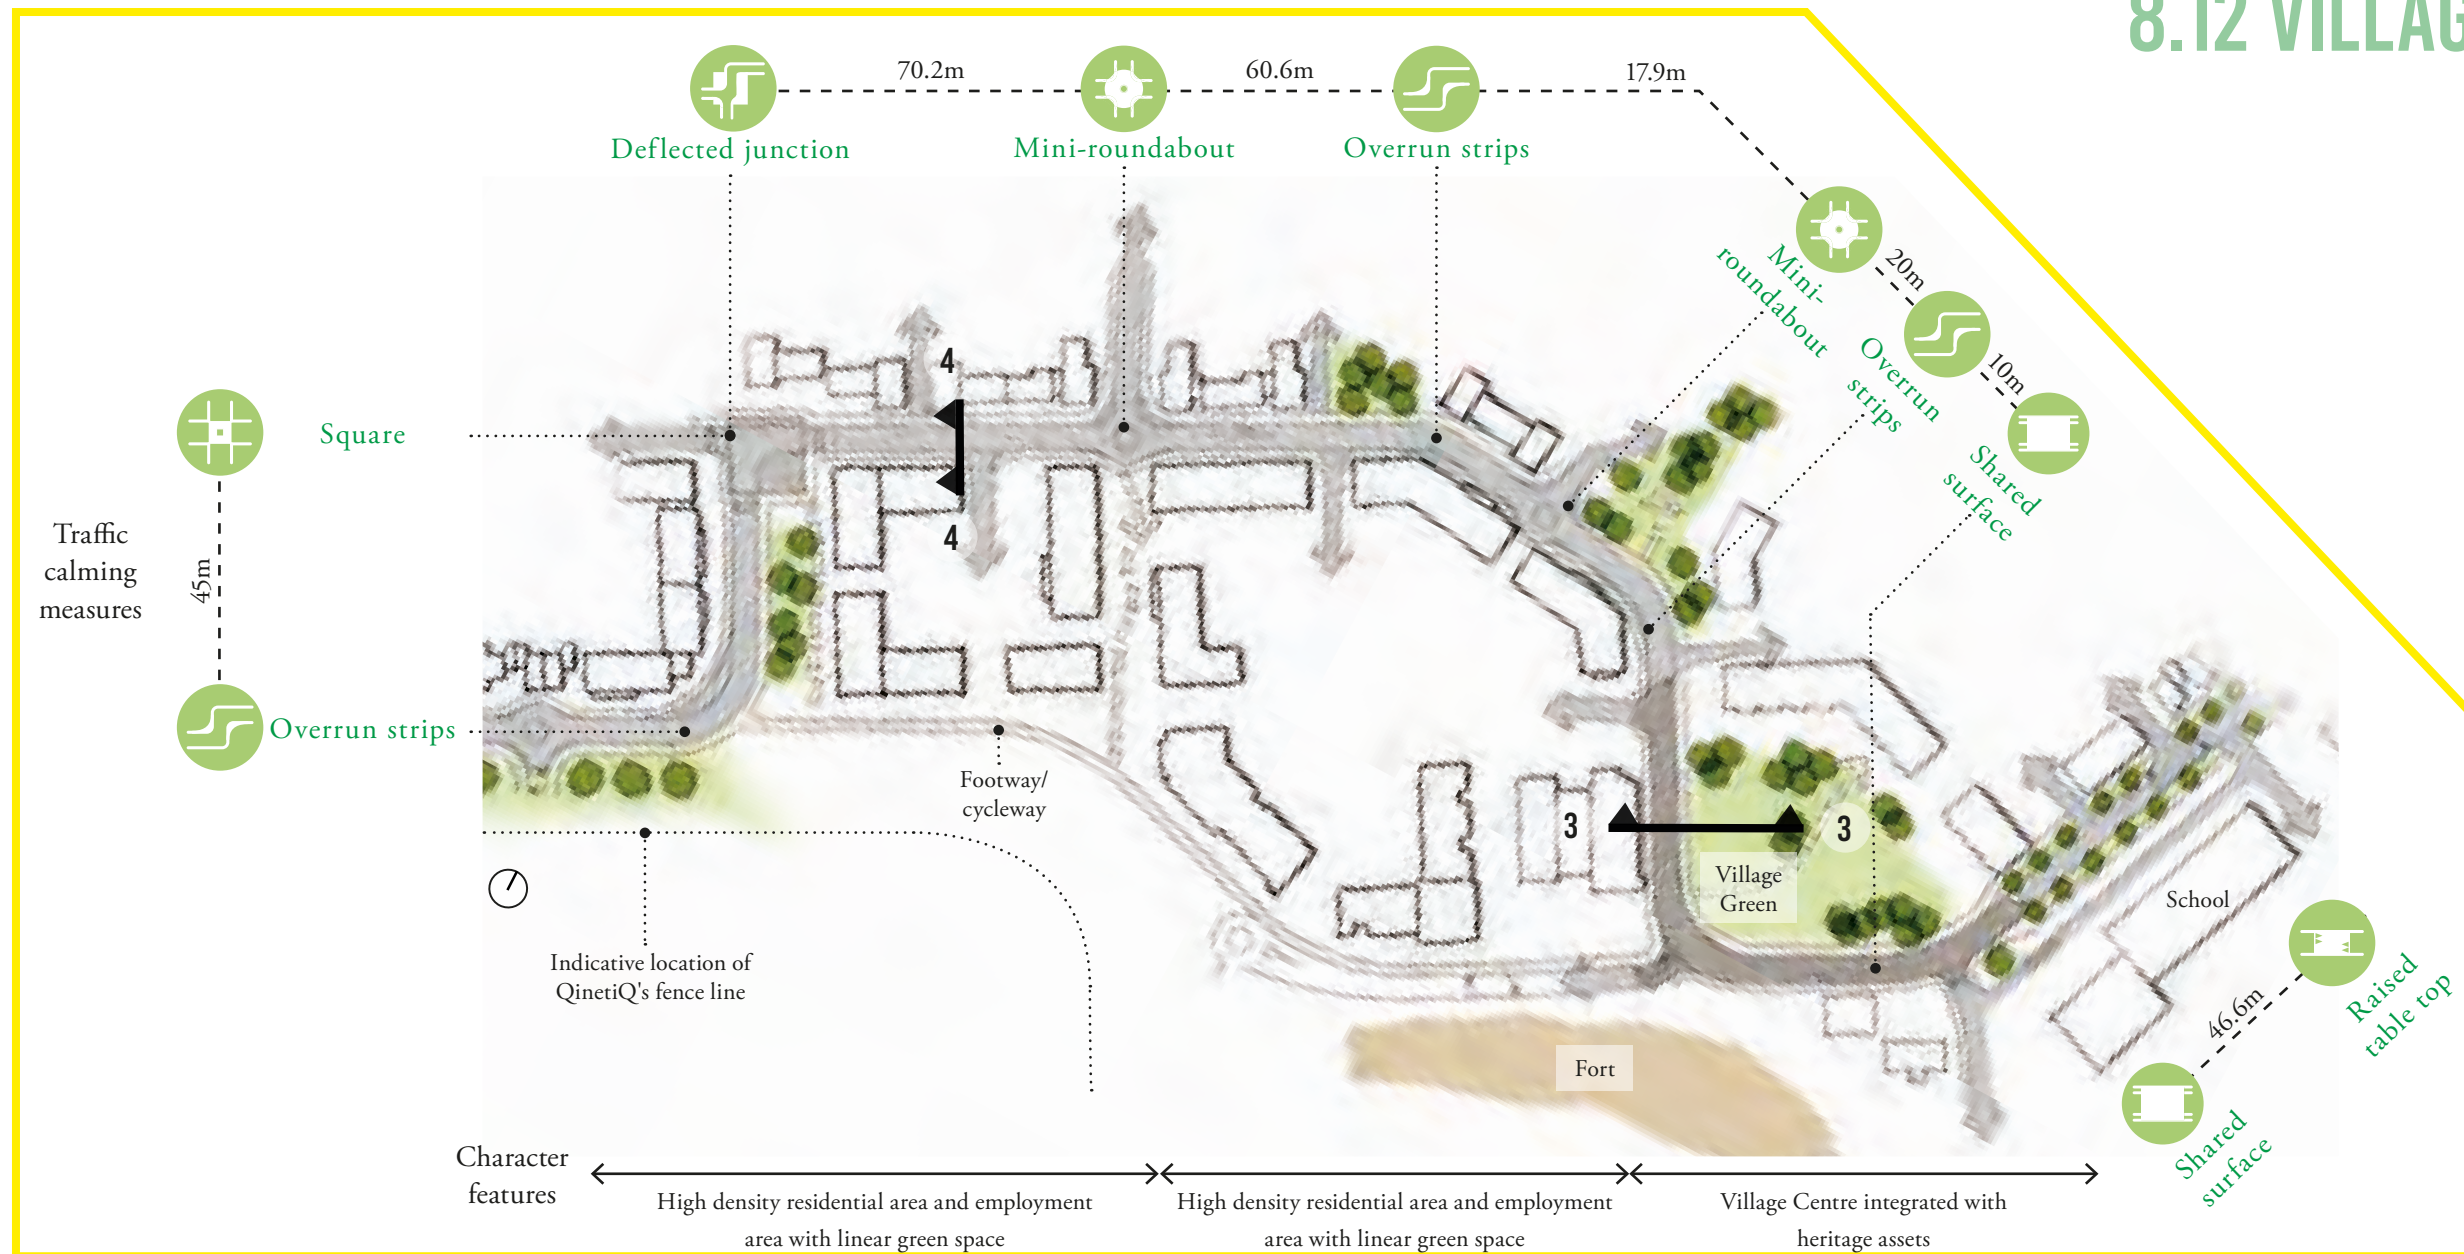 8.12 VILLAG
70.2m
60.6m
17.9m
Deflected junction
Mini-roundabout
Overrun strips
Mini-
roundabout
20m
Overrun
strips
10m
Shared
surface
4
4
Square
Traffic
calming
measures
45m
Overrun strips
Footway/
cycleway
3
3
Village
Green
School
Indicative location of
QinetiQ's fence line
Raised
table top
46.6m
Fort
Shared
surface
Character
features
High density residential area and employment
area with linear green space
High density residential area and employment
area with linear green space
Village Centre integrated with
heritage assets